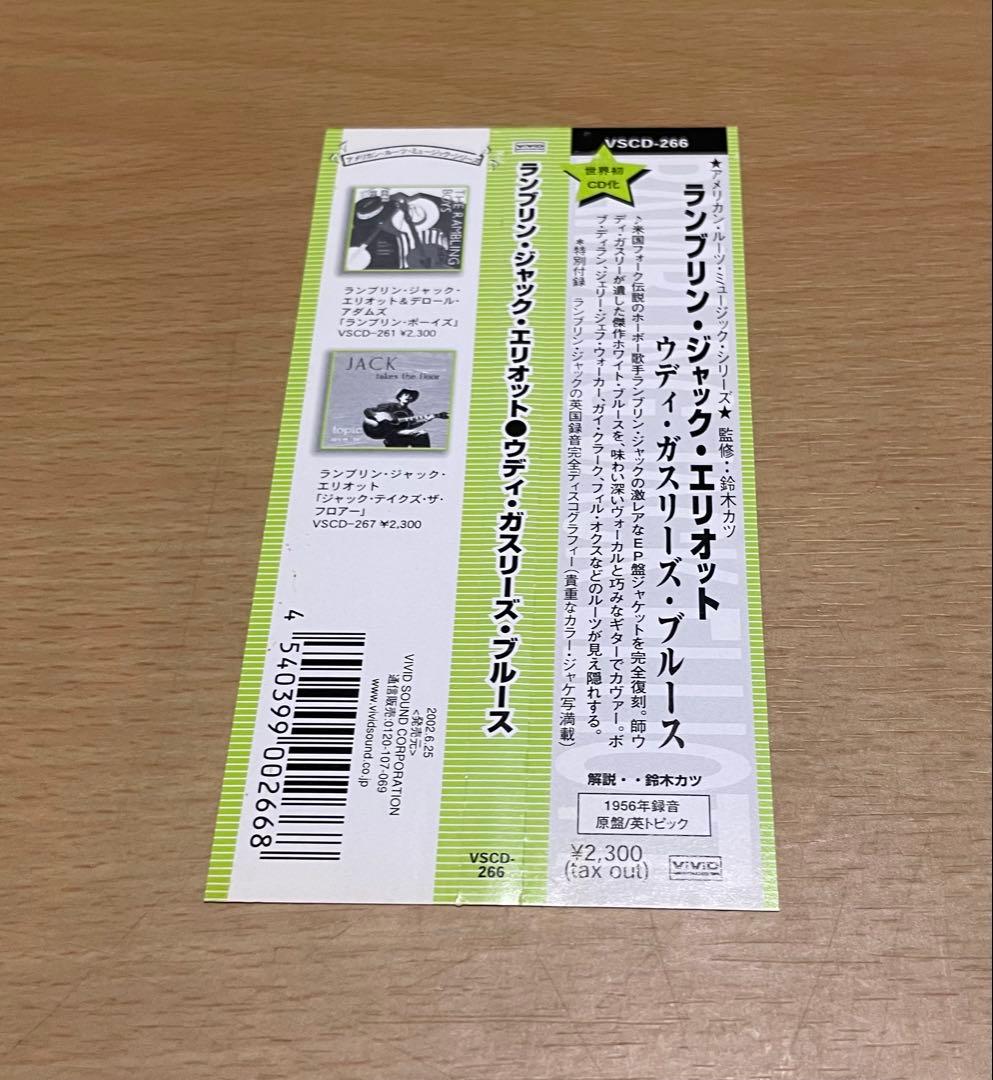 VSCD-266
世界初
CD化
★アメリカン・ルーツ・ミュージック・シリーズ★ 監修：鈴木カツ
ランブリン・ジャック・エリオット
ウディ・ガスリーズ・ブルース
米国フォーク伝説のホーボー歌手ランブリン・ジャックの激レアなEP盤ジャケットを完全復刻。師ウ
ディ・ガスリーが遺した傑作ホワイト・ブルースを、味わい深いヴォーカルと巧みなギターでカヴァー。ボ
ブ・ディラン、ジェリー・ジェフ・ウォーカー、ガイ・クラーク、フィル・オクスなどのルーツが見え隠れする。
＊特別付録 ランブリン・ジャックの英国録音完全ディスコグラフィー（貴重なカラー・ジャケ写満載）
解説・・鈴木カツ
1956年録音
原盤/英トピック
¥2,300
(tax out)
ViViD
ViViD
ランブリン・ジャック・エリオット●ウディ・ガスリーズ・ブルース
VSCD-
266
アメリカン・ルーツ・ミュージック・シリーズ
THE RAMBLING
BOYS
ランブリン・ジャック・
エリオット＆デロール・
アダムズ
「ランブリン・ボーイズ」
VSCD-261 ¥2,300
JACK
takes the floor
topic
ランブリン・ジャック・
エリオット
「ジャック・テイクズ・ザ・
フロアー」
VSCD-267 ¥2,300
2002.6.25
<発売元>
VIVID SOUND CORPORATION
通信販売:0120-107-069
www.vividsound.co.jp
4 540399 002668